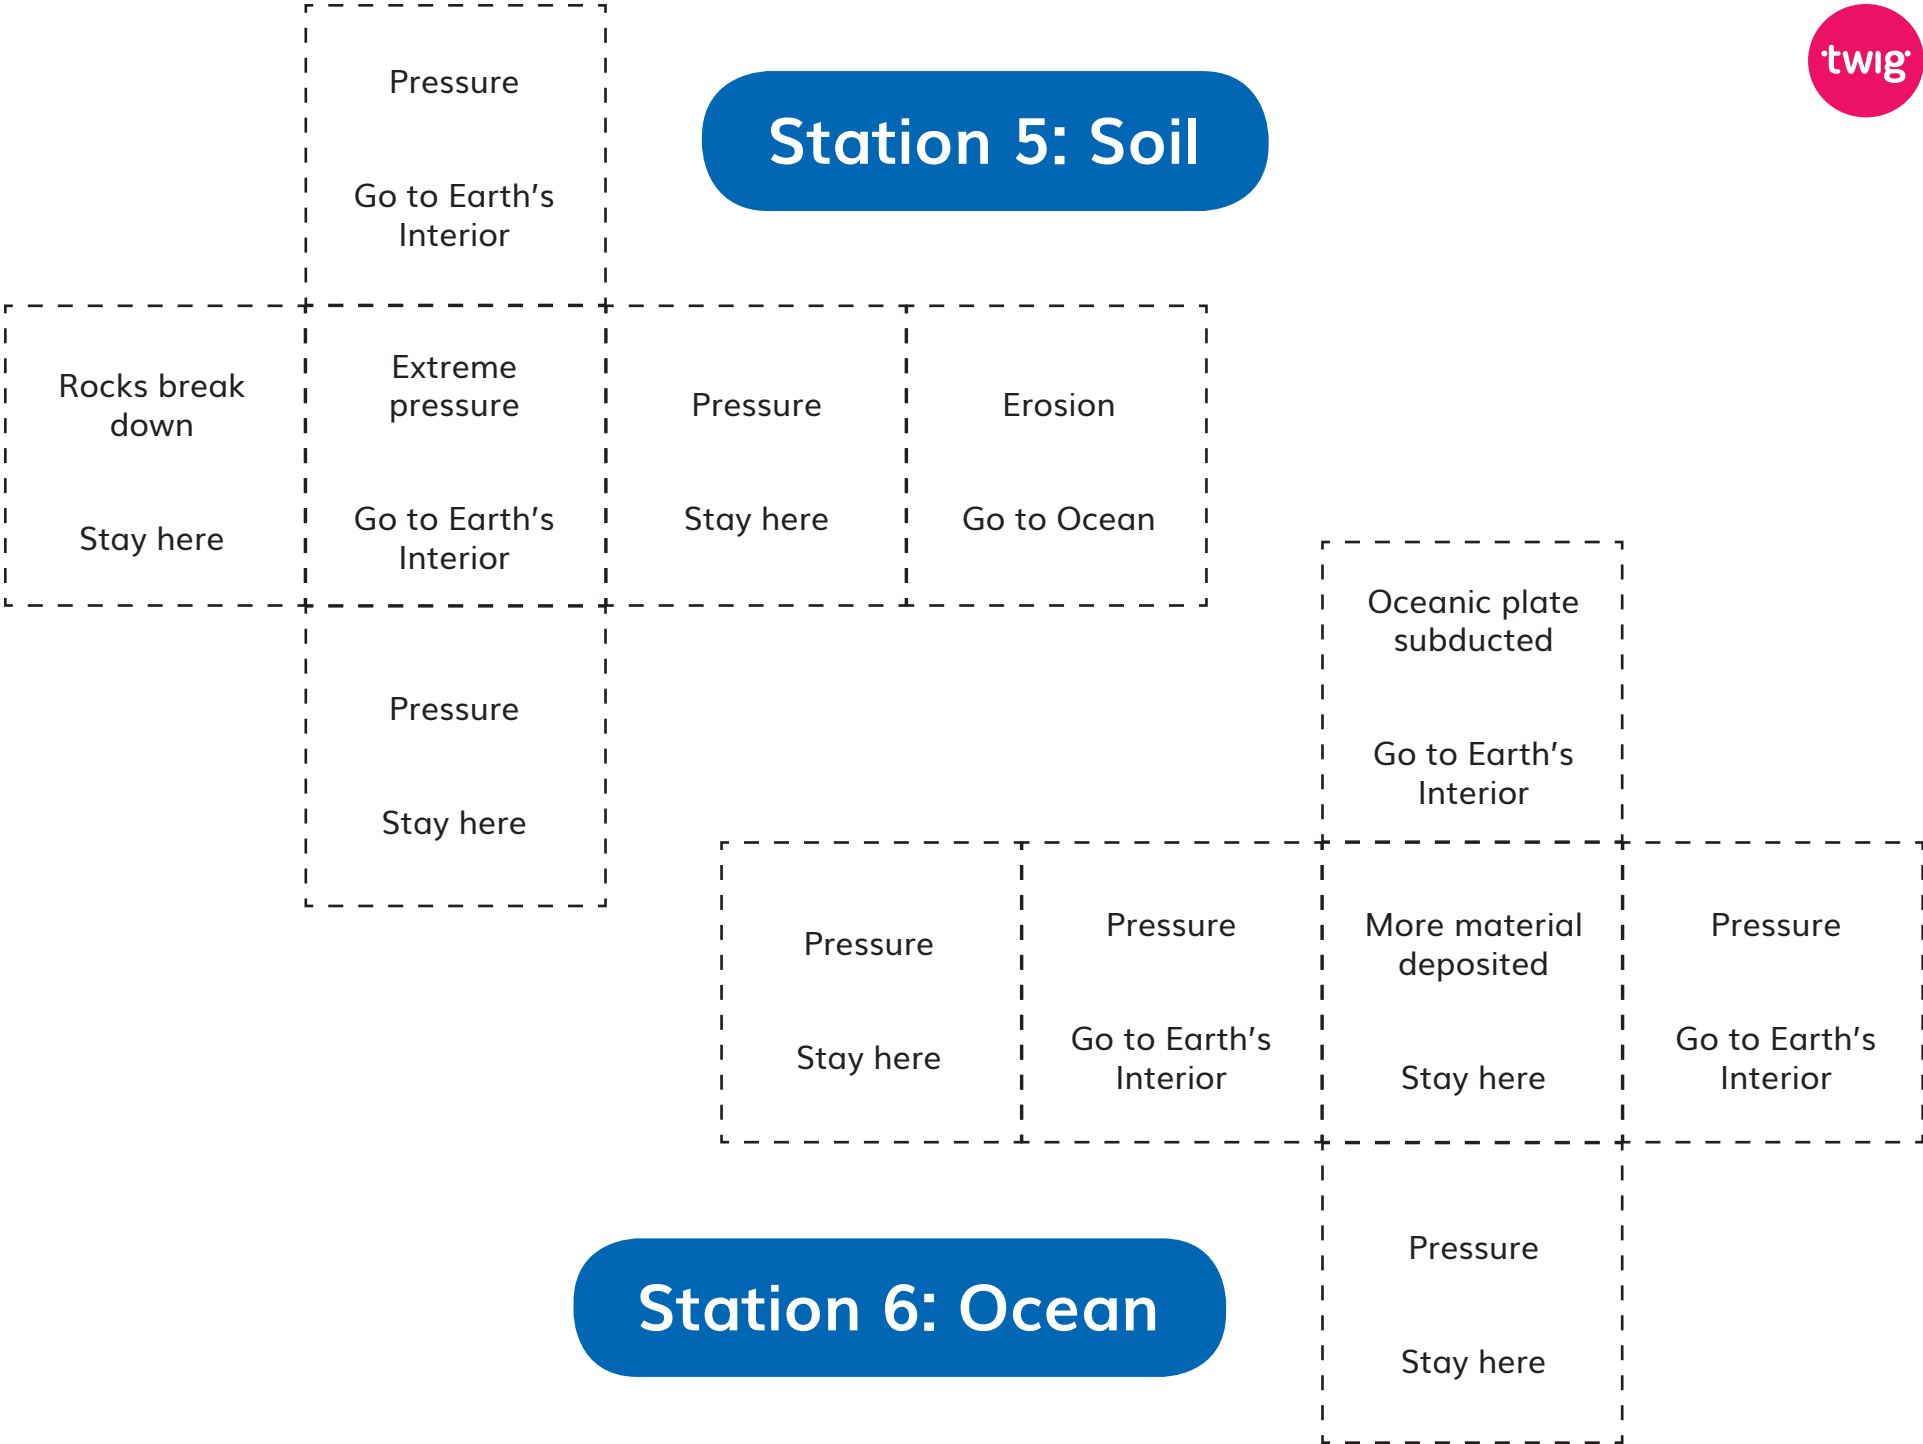 twig
Pressure
Go to Earth's
Interior
Station 5: Soil
Rocks break
down
Stay here
Extreme
pressure
Go to Earth's
Interior
Pressure
Stay here
Erosion
Go to Ocean
Pressure
Stay here
Oceanic plate
subducted
Go to Earth's
Interior
Pressure
Stay here
Pressure
Go to Earth's
Interior
More material
deposited
Stay here
Pressure
Go to Earth's
Interior
Pressure
Stay here
Station 6: Ocean